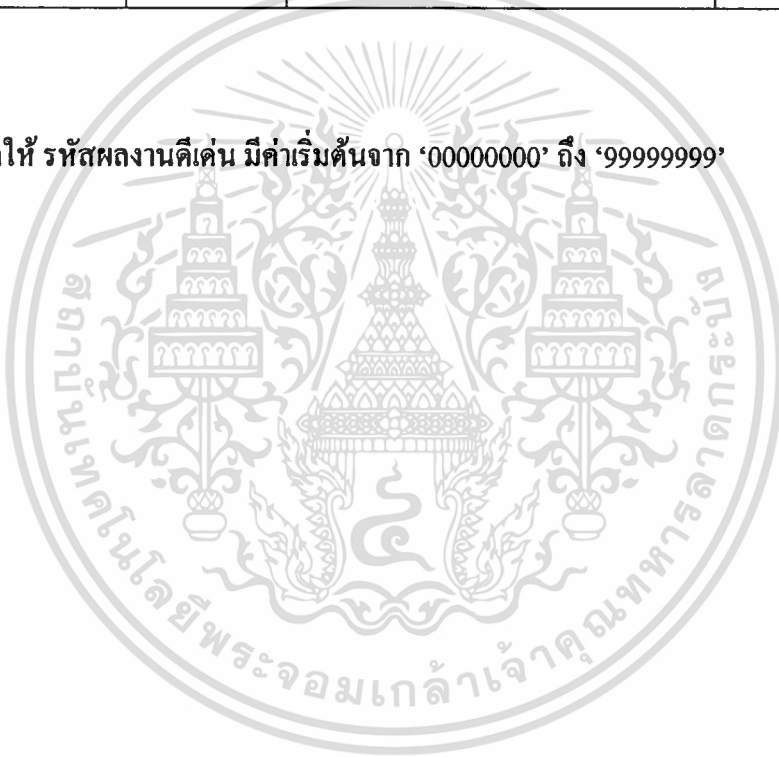 ให้ รหัสผลงานดีเด่น มีค่าเริ่มต้นจาก ‘00000000’ ถึง ‘99999999’
สถาบันเทคโนโลยีพระจอมเกล้าเจ้าคุณทหารลาดกระบัง